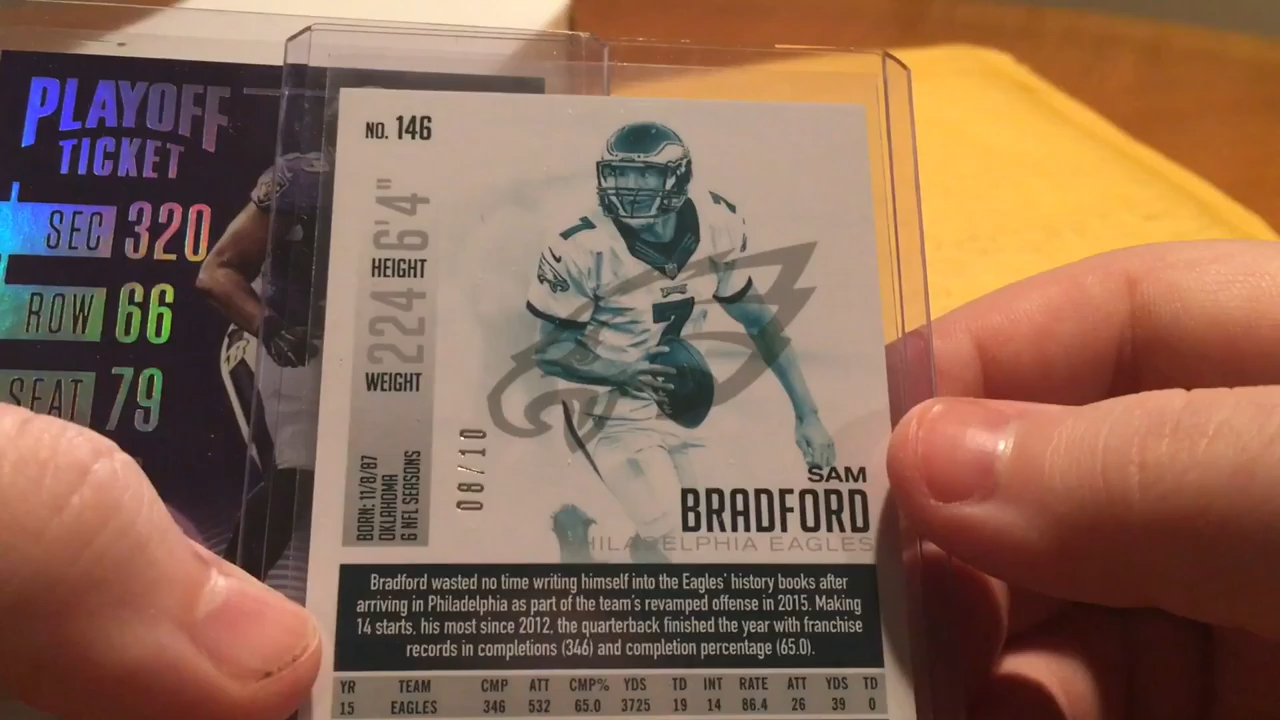 PLAYOFF
TICKET
SEC 320
ROW 66
SEAT 79
NO. 146
6'4"
HEIGHT
224
WEIGHT
BORN: 11/8/87
OKLAHOMA
6 NFL SEASONS
08/10
7
EAGLES
7
SAM
BRADFORD
PHILADELPHIA EAGLES
Bradford wasted no time writing himself into the Eagles' history books after
arriving in Philadelphia as part of the team's revamped offense in 2015. Making
14 starts, his most since 2012, the quarterback finished the year with franchise
records in completions (346) and completion percentage (65.0).
YR TEAM CMP ATT CMP% YDS TD INT RATE ATT YDS TD
15 EAGLES 346 532 65.0 3725 19 14 86.4 26 39 0